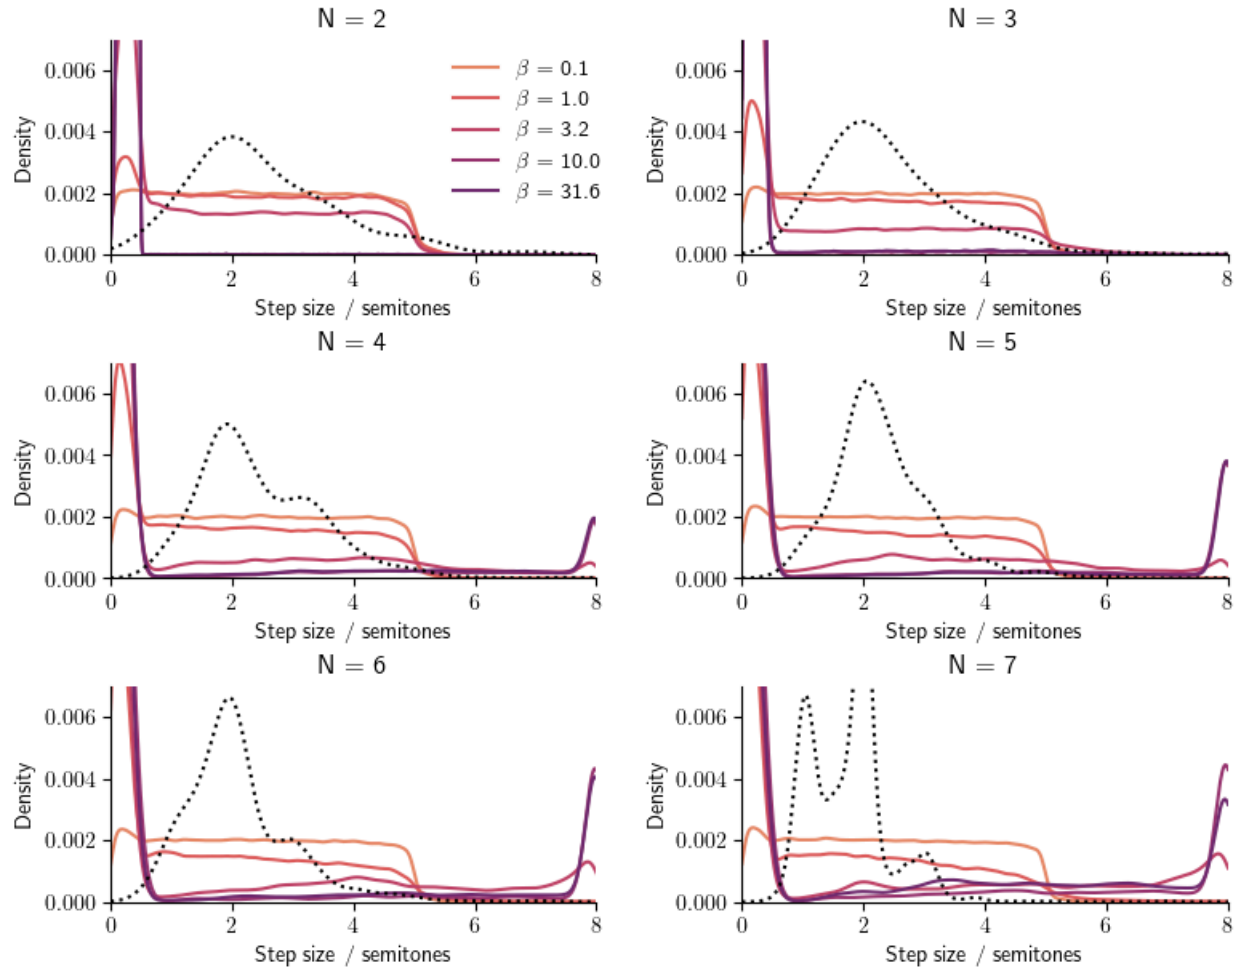 N = 2
Density
0.006
0.004
0.002
0.000
0 2 4 6 8
Step size / semitones
β = 0.1
β = 1.0
β = 3.2
β = 10.0
β = 31.6
N = 3
Density
0.006
0.004
0.002
0.000
0 2 4 6 8
Step size / semitones
N = 4
Density
0.006
0.004
0.002
0.000
0 2 4 6 8
Step size / semitones
N = 5
Density
0.006
0.004
0.002
0.000
0 2 4 6 8
Step size / semitones
N = 6
Density
0.006
0.004
0.002
0.000
0 2 4 6 8
Step size / semitones
N = 7
Density
0.006
0.004
0.002
0.000
0 2 4 6 8
Step size / semitones